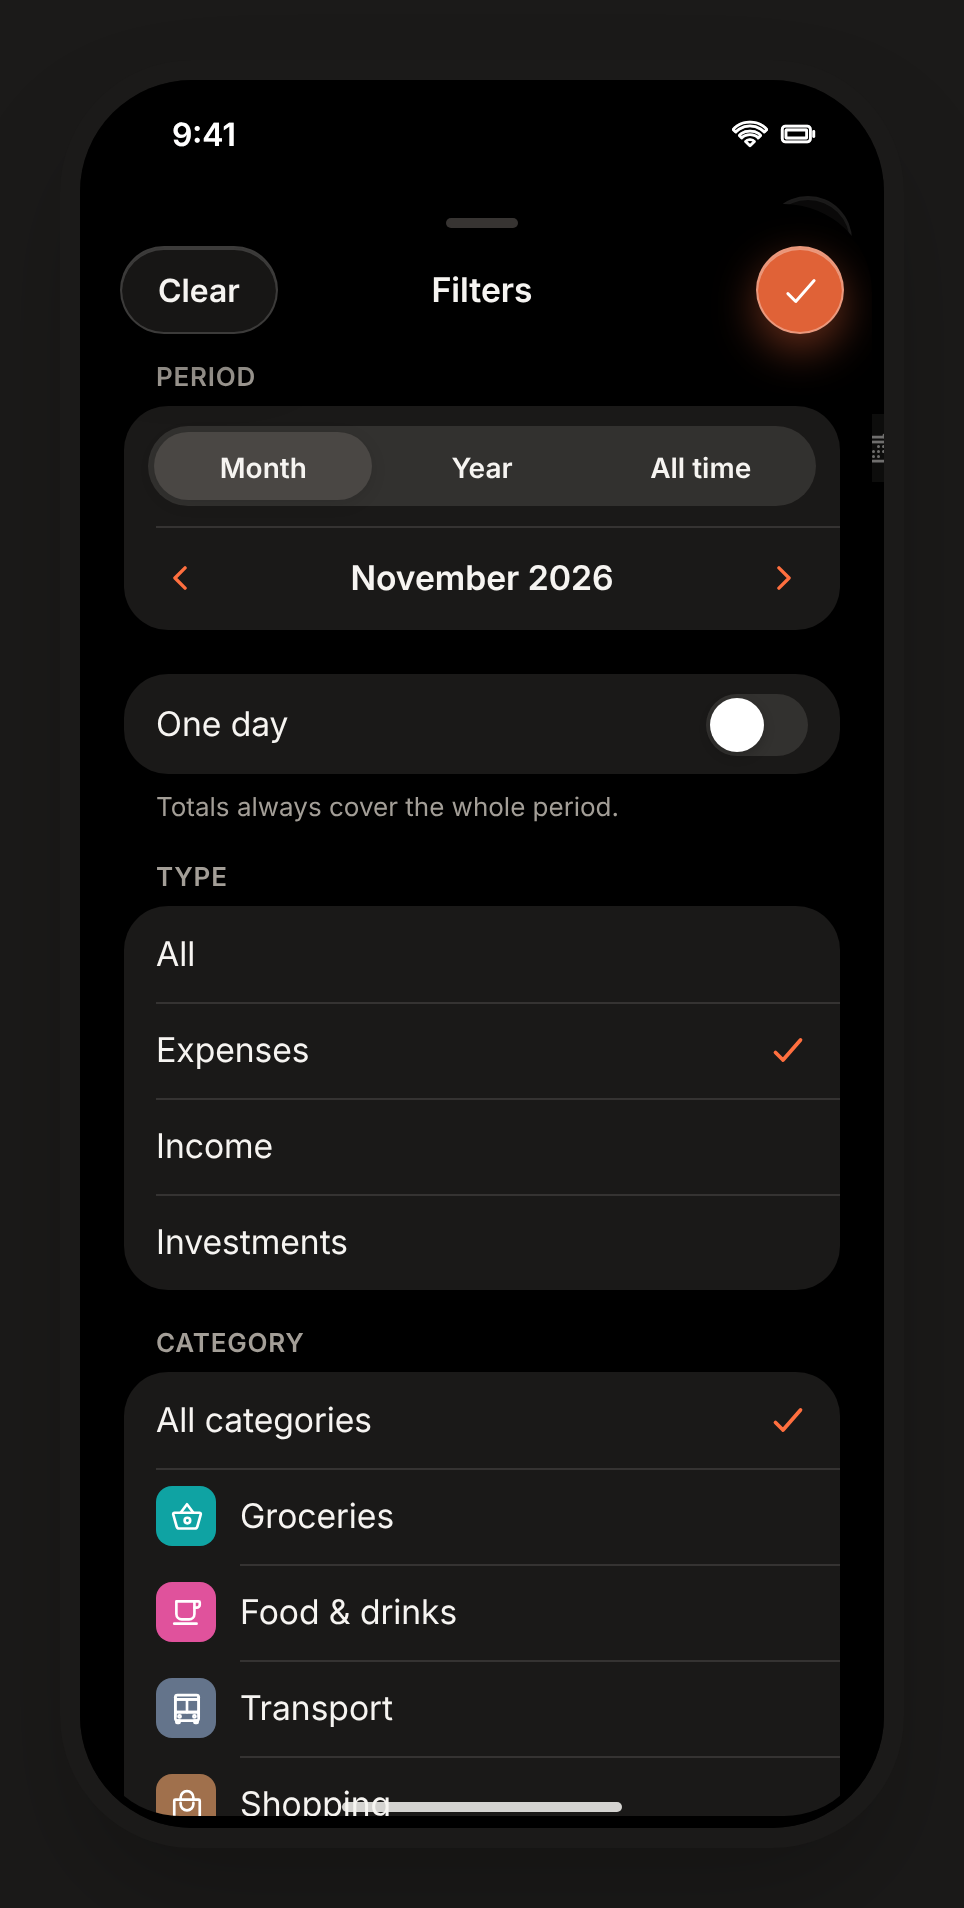 9:41
Clear
Filters
PERIOD
Month Year All time
November 2026
One day
Totals always cover the whole period.
TYPE
All
Expenses
Income
Investments
CATEGORY
All categories
Groceries
Food & drinks
Transport
Shopping